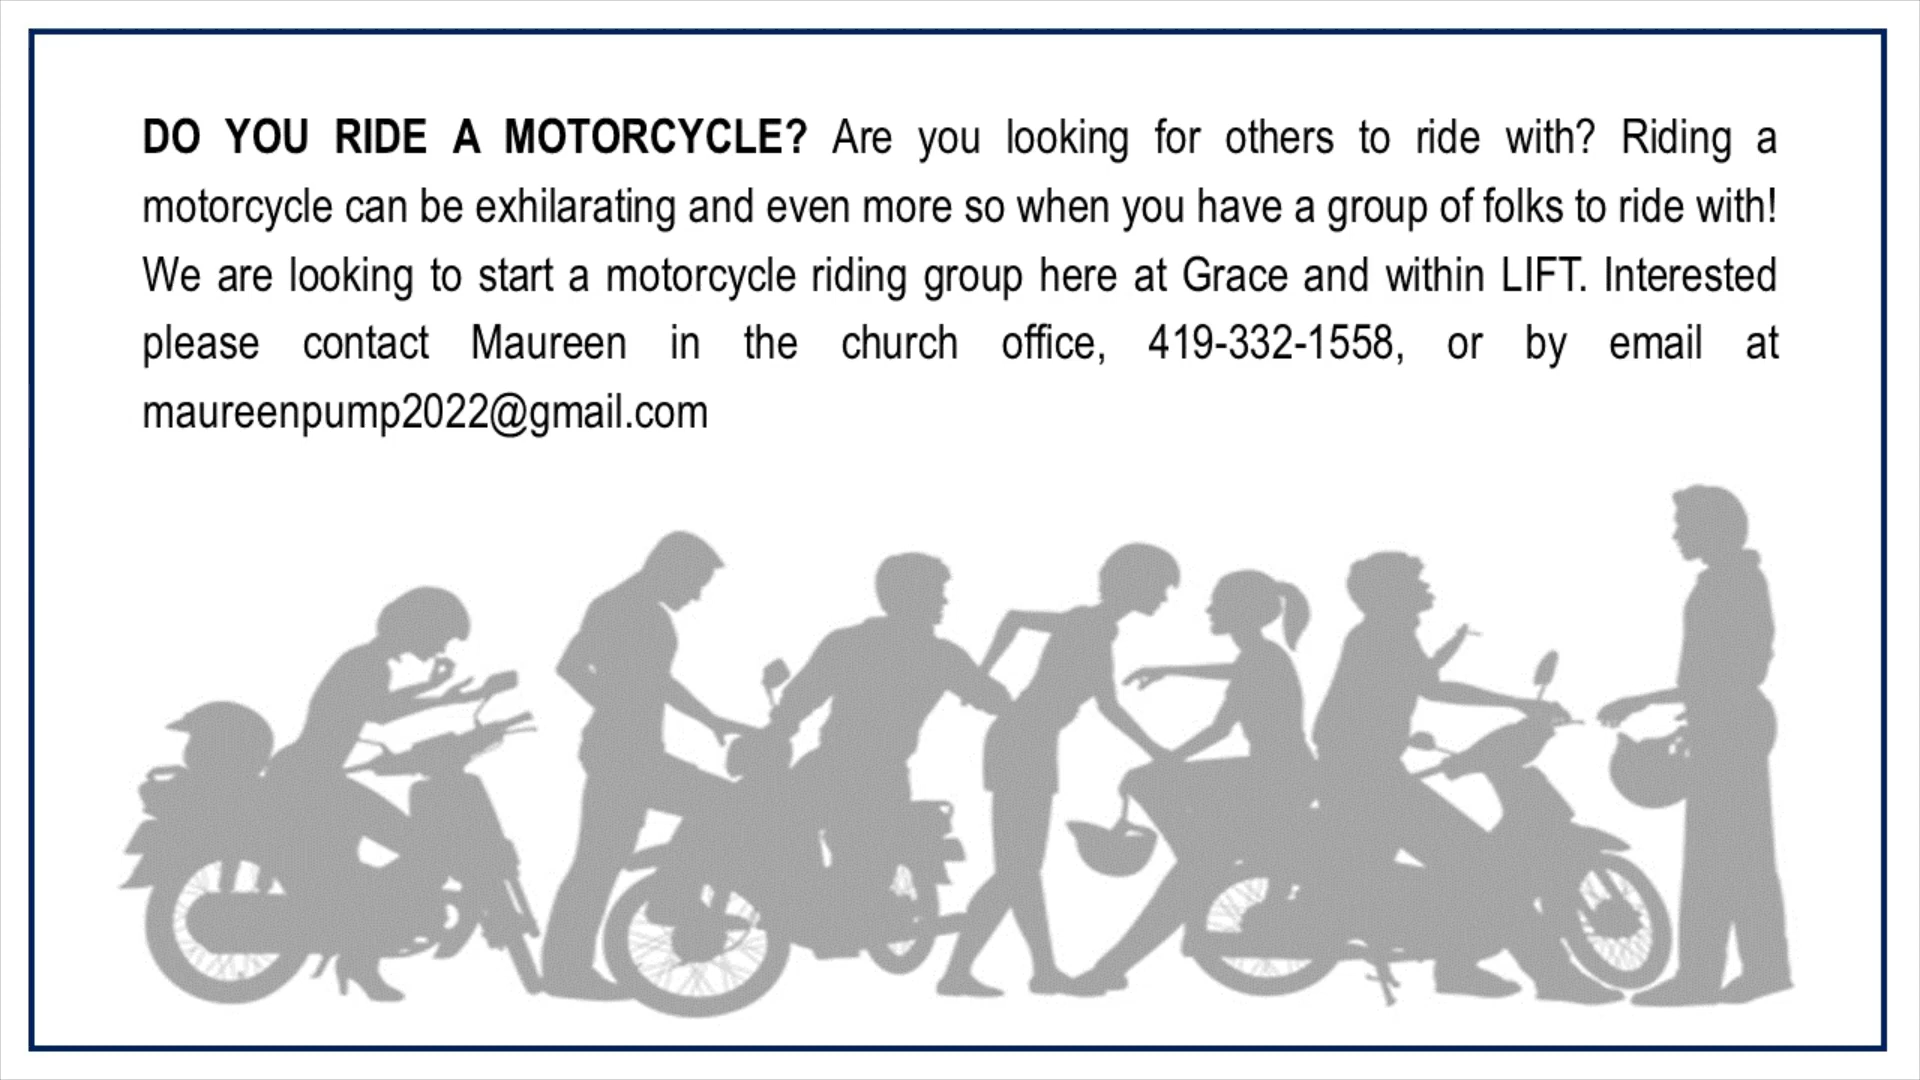 DO YOU RIDE A MOTORCYCLE? Are you looking for others to ride with? Riding a
motorcycle can be exhilarating and even more so when you have a group of folks to ride with!
We are looking to start a motorcycle riding group here at Grace and within LIFT. Interested
please contact Maureen in the church office, 419-332-1558, or by email at
maureenpump2022@gmail.com